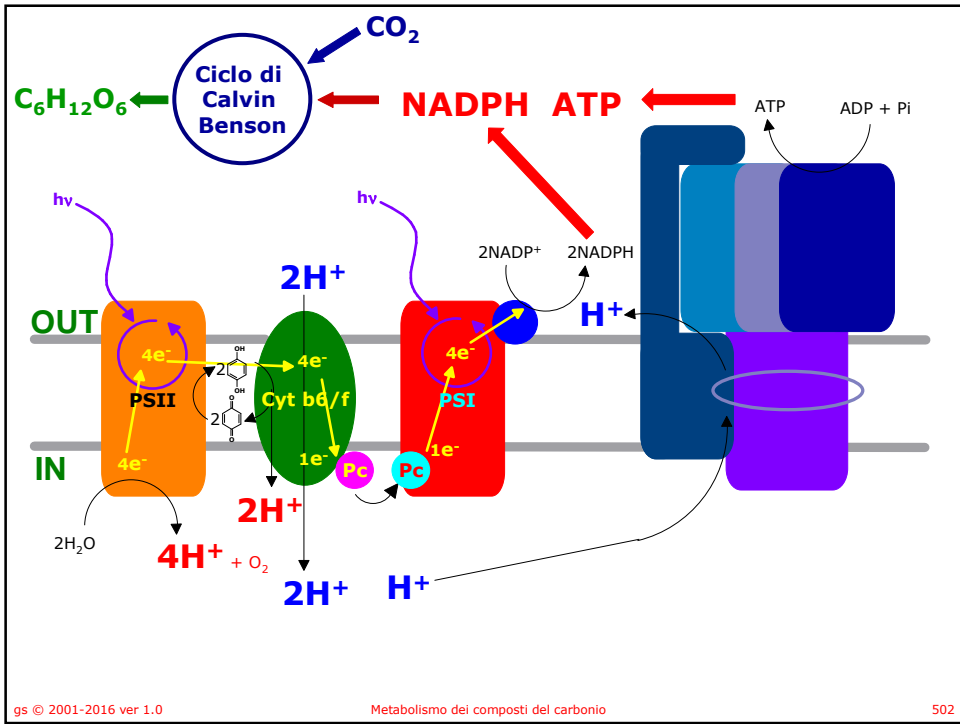 CO₂
Ciclo di
Calvin
Benson
C₆H₁₂O₆
NADPH ATP
ATP
ADP + Pi
hν
hν
2NADP⁺
2NADPH
2H⁺
H⁺
OUT
4e⁻
4e⁻
4e⁻
2
OH
OH
PSII
Cyt b6/f
PSI
2
O
O
IN
4e⁻
1e⁻
1e⁻
Pc
Pc
2H⁺
2H₂O
4H⁺ + O₂
2H⁺
H⁺
gs © 2001-2016 ver 1.0
Metabolismo dei composti del carbonio
502